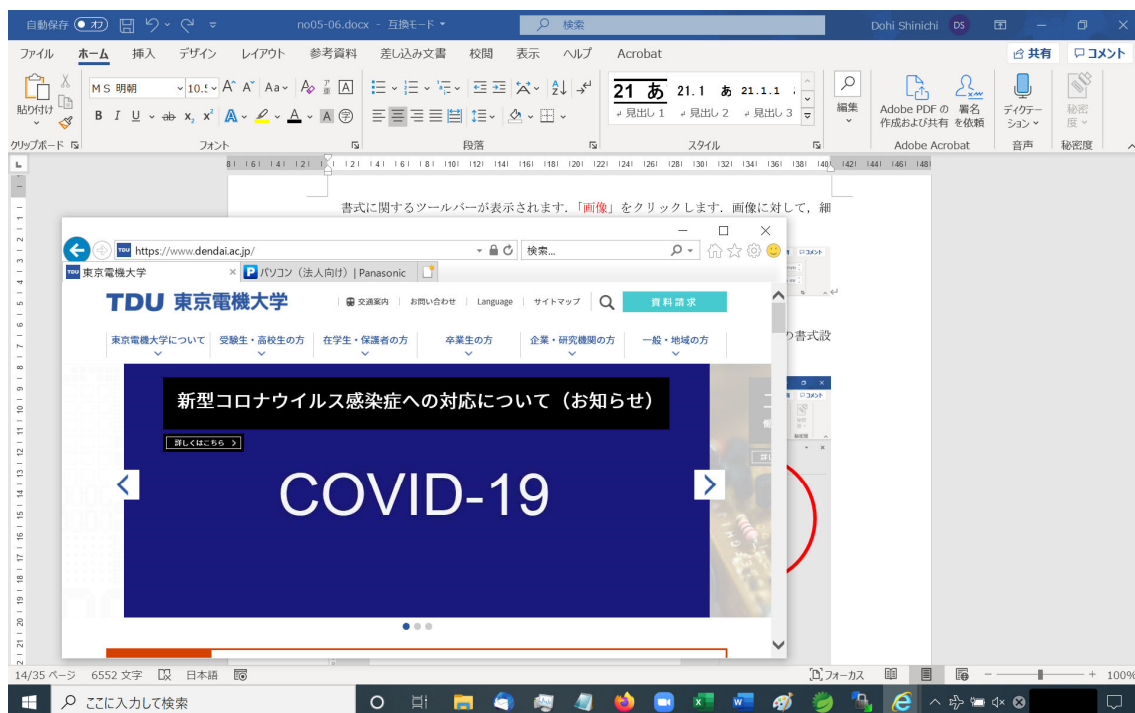 自動保存 オフ no05-06.docx - 互換モード 検索 Dohi Shinichi DS
ファイル ホーム 挿入 デザイン レイアウト 参考資料 差し込み文書 校閲 表示 ヘルプ Acrobat 共有 コメント
ＭＳ 明朝 10.5 A^ Aˇ Aa
貼り付け
B I U ab x₂ x² A A A
21 あ 21.1 あ 21.1.1
見出し 1 見出し 2 見出し 3
編集
Adobe PDF の
作成および共有
署名
を依頼
ディクテー
ション
秘密
度
クリップボード フォント 段落 スタイル Adobe Acrobat 音声 秘密度
書式に関するツールバーが表示されます．「画像」をクリックします．画像に対して，細
https://www.dendai.ac.jp/ 検索...
TDU 東京電機大学 × P パソコン（法人向け）| Panasonic
TDU 東京電機大学 交通案内 お問い合わせ Language サイトマップ 資料請求
東京電機大学について 受験生・高校生の方 在学生・保護者の方 卒業生の方 企業・研究機関の方 一般・地域の方
の書式設
新型コロナウイルス感染症への対応について（お知らせ）
詳しくはこちら
COVID-19
14/35 ページ 6552 文字 日本語 フォーカス 100%
ここに入力して検索